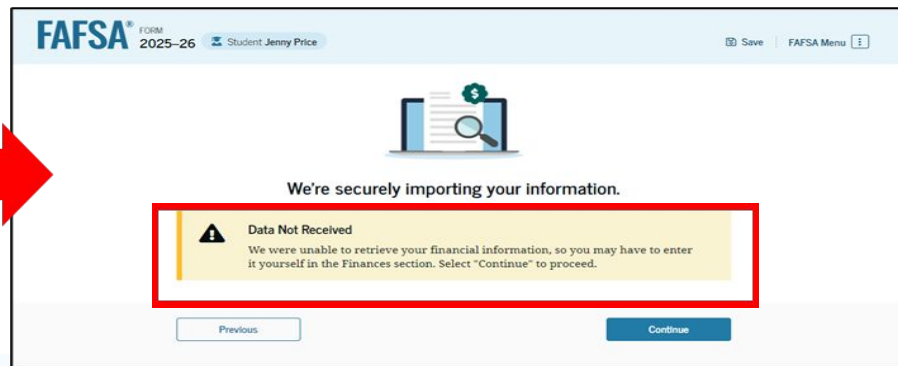 FAFSA® FORM 2025–26 Student Jenny Price Save FAFSA Menu
$
We're securely importing your information.
Data Not Received
We were unable to retrieve your financial information, so you may have to enter
it yourself in the Finances section. Select "Continue" to proceed.
Previous Continue